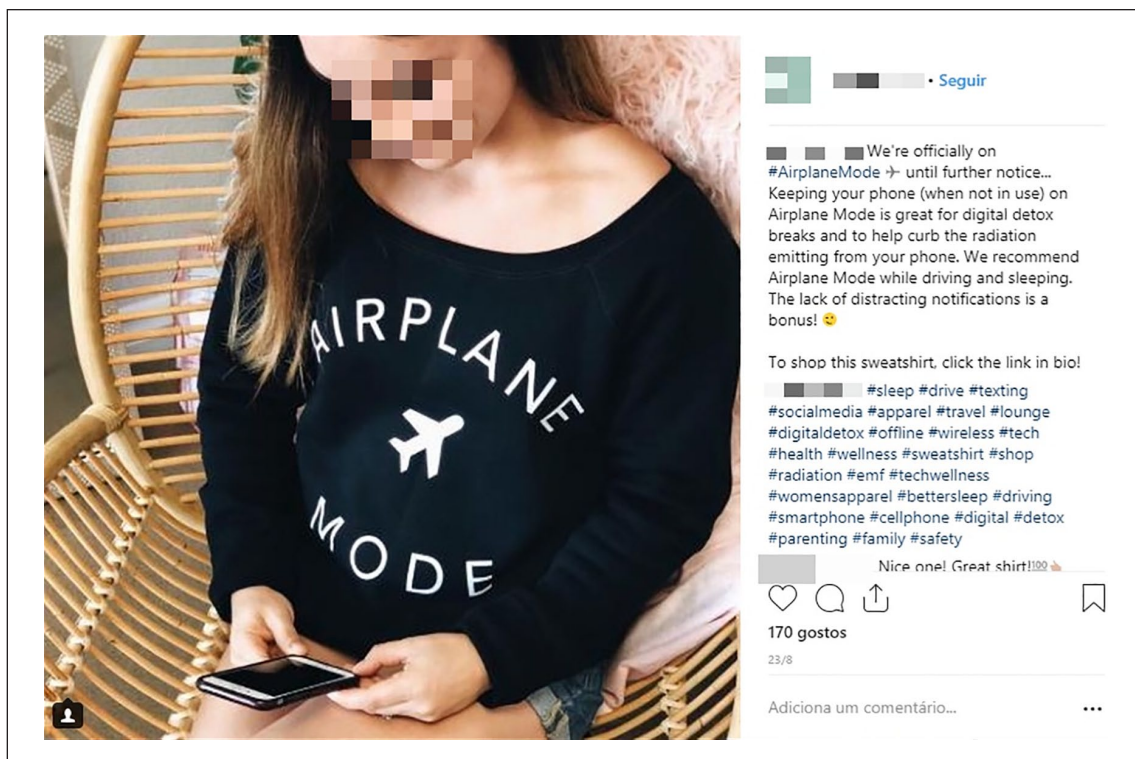 AIRPLANE
MODE
• Seguir
We're officially on
#AirplaneMode ✈ until further notice...
Keeping your phone (when not in use) on
Airplane Mode is great for digital detox
breaks and to help curb the radiation
emitting from your phone. We recommend
Airplane Mode while driving and sleeping.
The lack of distracting notifications is a
bonus! 😉
To shop this sweatshirt, click the link in bio!
#sleep #drive #texting
#socialmedia #apparel #travel #lounge
#digitaldetox #offline #wireless #tech
#health #wellness #sweatshirt #shop
#radiation #emf #techwellness
#womensapparel #bettersleep #driving
#smartphone #cellphone #digital #detox
#parenting #family #safety
Nice one! Great shirt!💯👌🏻
170 gostos
23/8
Adiciona um comentário...